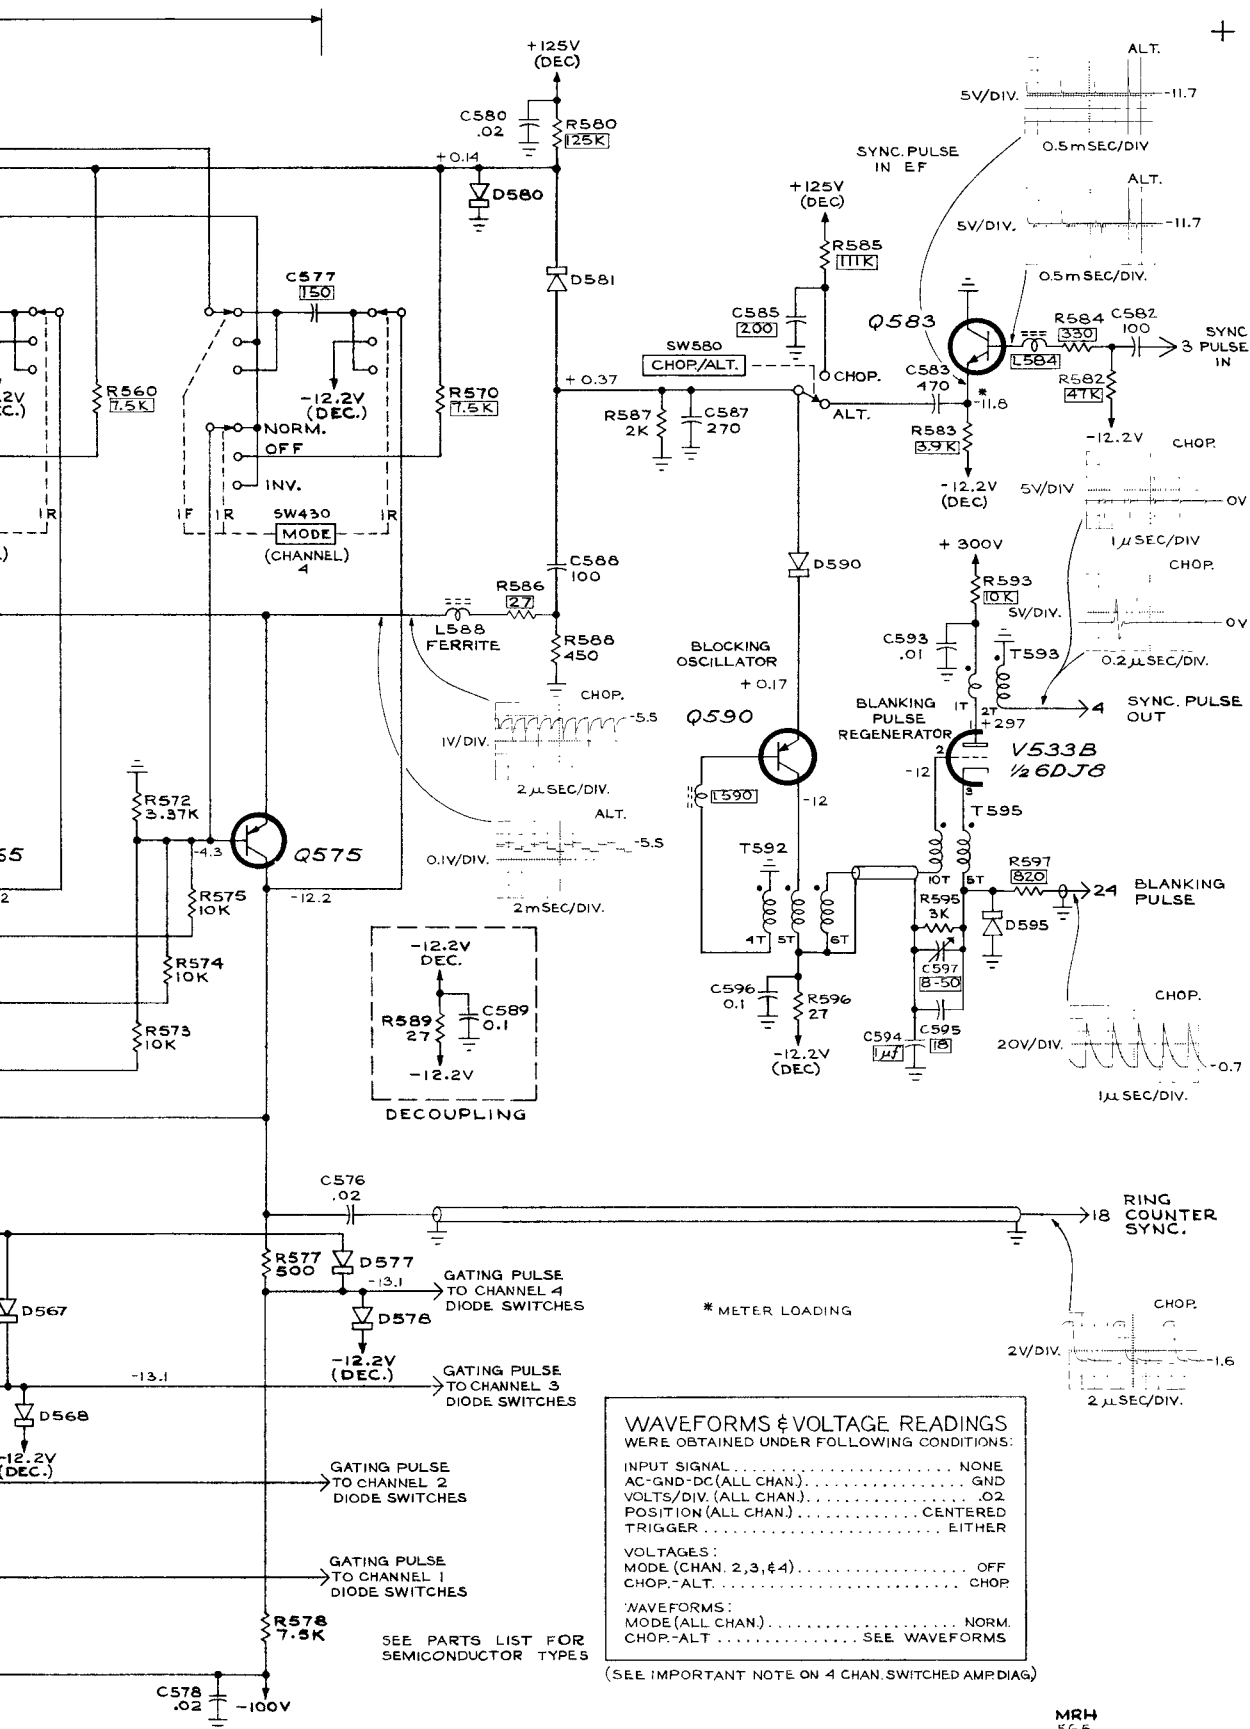 +125V
(DEC)
C580
.02
R580
125K
+0.14
D580
D581
C577
150
-12.2V
(DEC.)
R560
7.5K
R570
7.5K
NORM.
OFF
INV.
1R
1F
1R
1R
SW430
MODE
(CHANNEL)
4
+125V
(DEC)
R585
111K
C585
200
SW580
CHOP./ALT.
CHOP.
ALT.
+0.37
R587
2K
C587
270
SYNC. PULSE
IN EF
ALT.
5V/DIV.
-11.7
0.5mSEC/DIV
ALT.
5V/DIV.
-11.7
0.5mSEC/DIV.
Q583
L584
R584
330
C582
100
3
SYNC
PULSE
IN
R582
47K
-12.2V
C583
470
*
-11.8
R583
3.9K
-12.2V
(DEC)
CHOP.
5V/DIV
0V
1µSEC/DIV
CHOP.
5V/DIV.
0V
0.2µSEC/DIV.
+300V
R593
10K
C593
.01
T593
1T
2T
4
SYNC. PULSE
OUT
C588
100
R586
27
L588
FERRITE
R588
450
D590
BLOCKING
OSCILLATOR
+0.17
Q590
L590
-12
BLANKING
PULSE
REGENERATOR
1
+297
2
-12
3
V533B
½ 6DJ8
CHOP.
-5.5
1V/DIV.
2µSEC/DIV.
ALT.
-5.5
0.1V/DIV.
2mSEC/DIV.
R572
3.37K
-4.3
Q575
-12.2
R575
10K
R574
10K
R573
10K
T592
4T
5T
6T
T595
10T
5T
R597
820
24
BLANKING
PULSE
R595
3K
D595
C597
8-50
C595
18
C594
1µf
C596
0.1
R596
27
-12.2V
(DEC)
-12.2V
DEC.
R589
27
C589
0.1
-12.2V
DECOUPLING
CHOP.
20V/DIV.
-0.7
1µSEC/DIV.
C576
.02
18
RING
COUNTER
SYNC.
R577
500
D577
-13.1
GATING PULSE
TO CHANNEL 4
DIODE SWITCHES
D578
-12.2V
(DEC.)
D567
-13.1
GATING PULSE
TO CHANNEL 3
DIODE SWITCHES
D568
-12.2V
(DEC.)
* METER LOADING
CHOP.
2V/DIV.
-1.6
2µSEC/DIV.
GATING PULSE
TO CHANNEL 2
DIODE SWITCHES
GATING PULSE
TO CHANNEL 1
DIODE SWITCHES
R578
7.5K
C578
.02
-100V
SEE PARTS LIST FOR
SEMICONDUCTOR TYPES
WAVEFORMS & VOLTAGE READINGS
WERE OBTAINED UNDER FOLLOWING CONDITIONS:
INPUT SIGNAL . . . . . . . . . . . . . . . . . . . . NONE
AC-GND-DC (ALL CHAN.) . . . . . . . . . . . . . . GND
VOLTS/DIV. (ALL CHAN.) . . . . . . . . . . . . . . .02
POSITION (ALL CHAN.) . . . . . . . . . . . . CENTERED
TRIGGER . . . . . . . . . . . . . . . . . . . . . . EITHER
VOLTAGES:
MODE (CHAN. 2,3,&4) . . . . . . . . . . . . . . . OFF
CHOP.-ALT. . . . . . . . . . . . . . . . . . . . . . CHOP.
WAVEFORMS:
MODE (ALL CHAN.) . . . . . . . . . . . . . . . . . NORM.
CHOP.-ALT . . . . . . . . . . . . . SEE WAVEFORMS
(SEE IMPORTANT NOTE ON 4 CHAN. SWITCHED AMP. DIAG.)
MRH